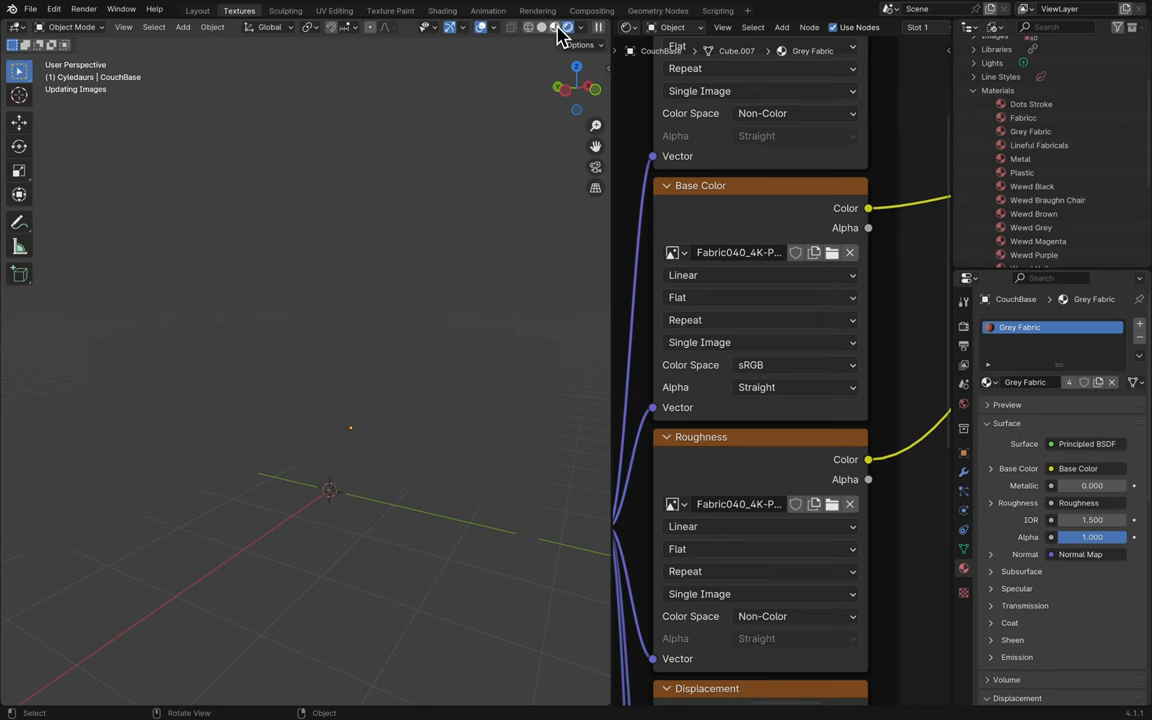 File Edit Render Window Help Layout Textures Sculpting UV Editing Texture Paint Shading Animation Rendering Compositing Geometry Nodes Scripting Scene ViewLayer
Object Mode View Select Add Object Global Object View Select Add Node Use Nodes Slot 1 Search
Options
User Perspective
(1) Cyledaurs | CouchBase
Updating Images
Z
Y
CouchBase > Cube.007 > Grey Fabric
Flat
Repeat
Single Image
Color Space Non-Color
Alpha Straight
Vector
Base Color
Color
Alpha
Fabric040_4K-P...
Linear
Flat
Repeat
Single Image
Color Space sRGB
Alpha Straight
Vector
Roughness
Color
Alpha
Fabric040_4K-P...
Linear
Flat
Repeat
Single Image
Color Space Non-Color
Alpha Straight
Vector
Displacement
Images
Libraries
Lights
Line Styles
Materials
Dots Stroke
Fabricc
Grey Fabric
Lineful Fabricals
Metal
Plastic
Wewd Black
Wewd Braughn Chair
Wewd Brown
Wewd Grey
Wewd Magenta
Wewd Purple
Search
CouchBase > Grey Fabric
Grey Fabric
Grey Fabric 4
Preview
Surface
Surface Principled BSDF
Base Color Base Color
Metallic 0.000
Roughness Roughness
IOR 1.500
Alpha 1.000
Normal Normal Map
Subsurface
Specular
Transmission
Coat
Sheen
Emission
Volume
Displacement
Select Rotate View Object 4.1.1